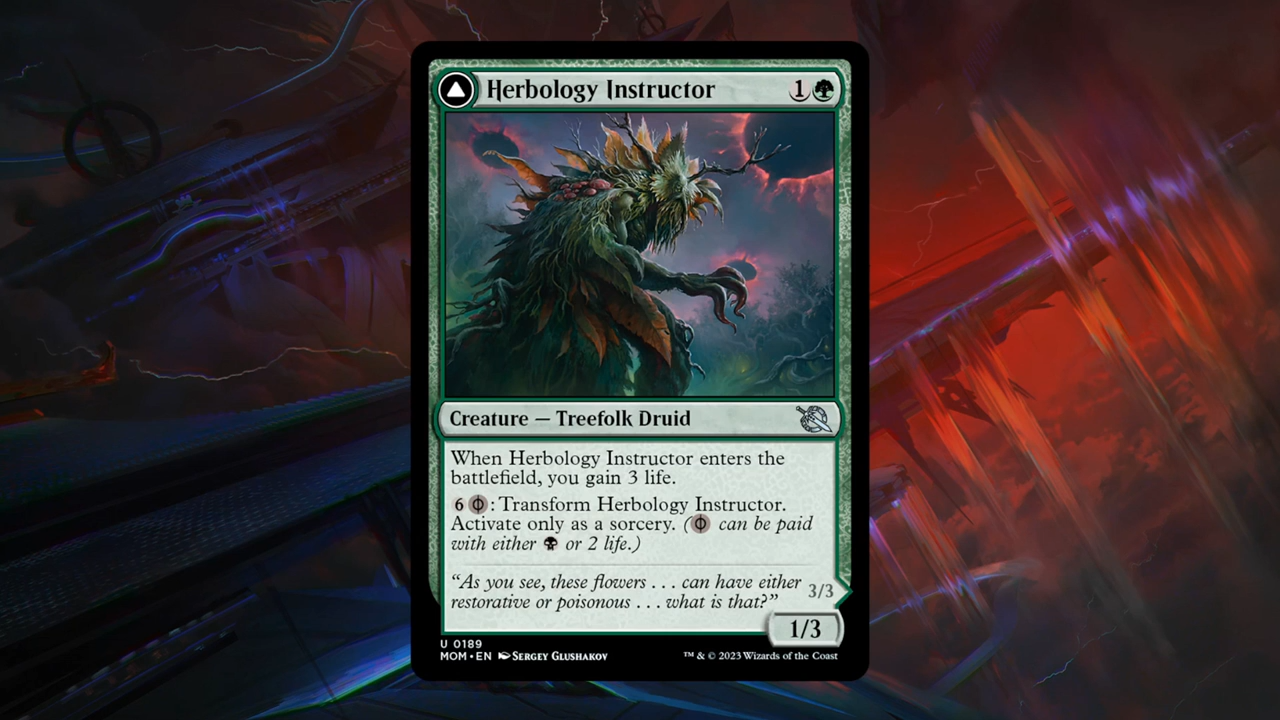 Herbology Instructor 1
Creature — Treefolk Druid
When Herbology Instructor enters the
battlefield, you gain 3 life.
6 : Transform Herbology Instructor.
Activate only as a sorcery. ( can be paid
with either  or 2 life.)
“As you see, these flowers . . . can have either
restorative or poisonous . . . what is that?”
3/3
1/3
U 0189
MOM • EN Sergey Glushakov
™ & © 2023 Wizards of the Coast